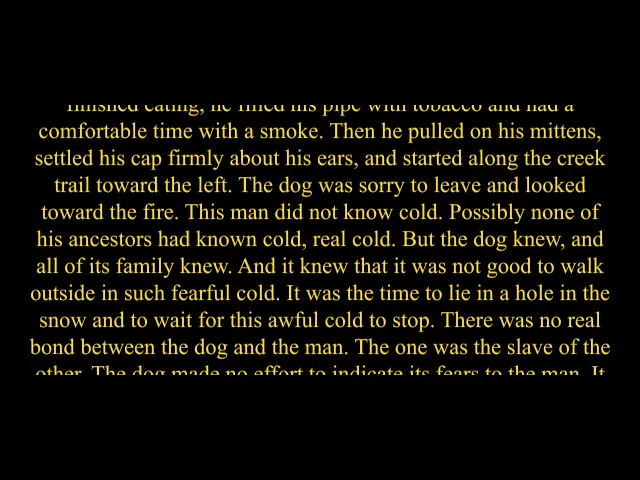 finished eating, he filled his pipe with tobacco and had a
comfortable time with a smoke. Then he pulled on his mittens,
settled his cap firmly about his ears, and started along the creek
trail toward the left. The dog was sorry to leave and looked
toward the fire. This man did not know cold. Possibly none of
his ancestors had known cold, real cold. But the dog knew, and
all of its family knew. And it knew that it was not good to walk
outside in such fearful cold. It was the time to lie in a hole in the
snow and to wait for this awful cold to stop. There was no real
bond between the dog and the man. The one was the slave of the
other. The dog made no effort to indicate its fears to the man. It